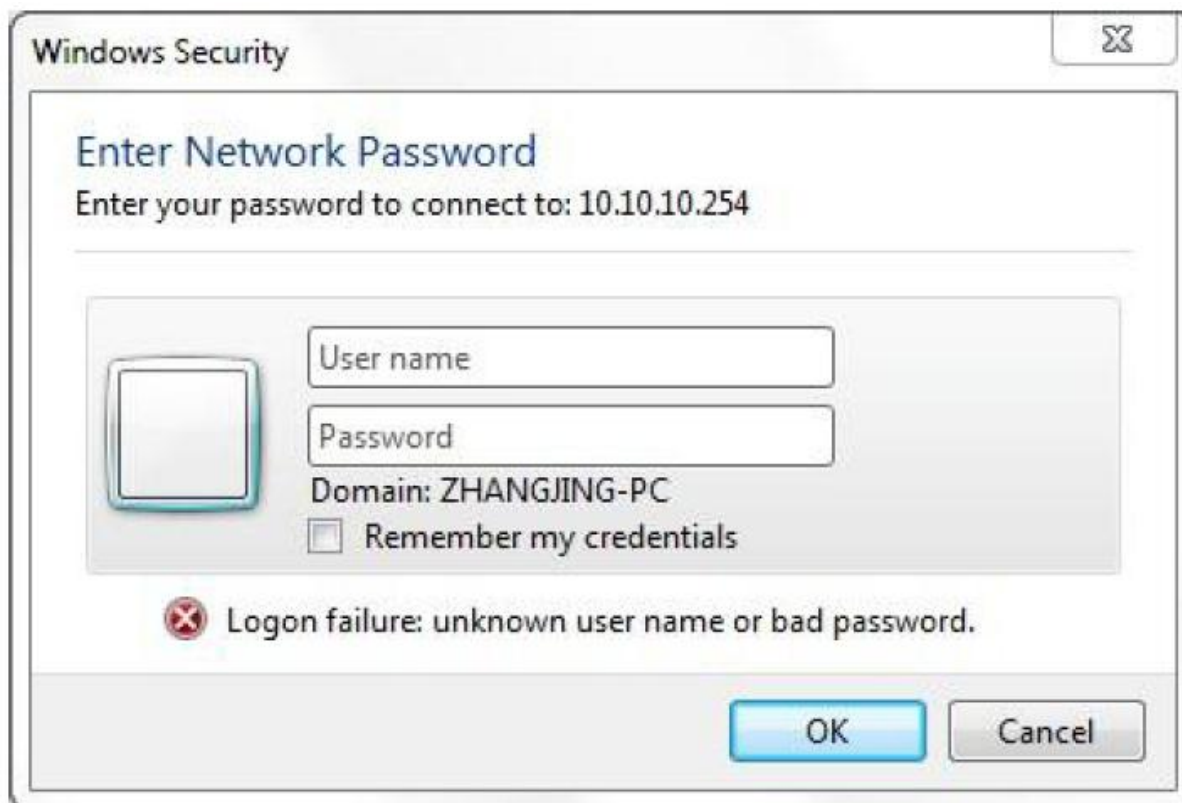 Windows Security
Enter Network Password
Enter your password to connect to: 10.10.10.254
User name
Password
Domain: ZHANGJING-PC
Remember my credentials
Logon failure: unknown user name or bad password.
OK Cancel